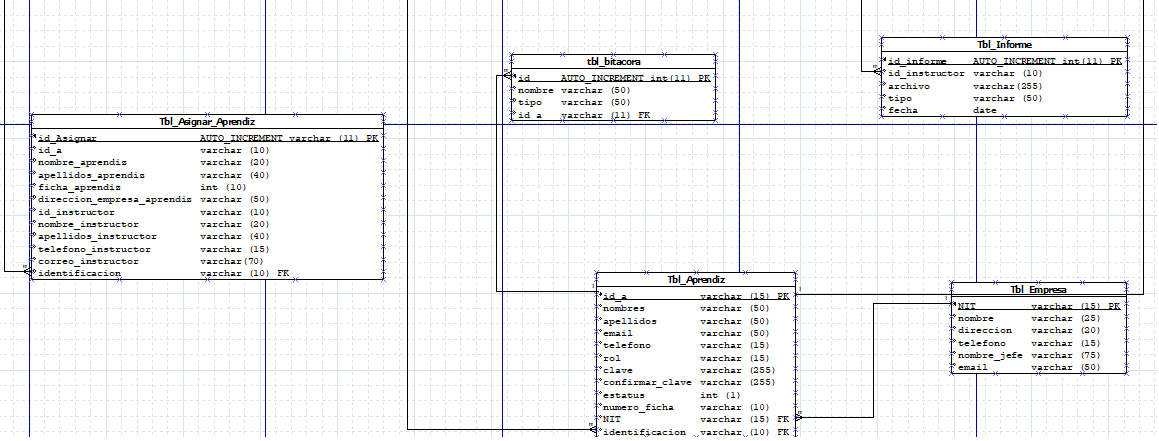 Tbl_Informe
id_informe AUTO_INCREMENT int(11) PK
id_instructor varchar (10)
archivo varchar(255)
tipo varchar (50)
fecha date
tbl_bitacora
id AUTO_INCREMENT int(11) PK
nombre varchar (50)
tipo varchar (50)
id_a varchar (11) FK
Tbl_Asignar_Aprendiz
id_Asignar AUTO_INCREMENT varchar (11) PK
id_a varchar (10)
nombre_aprendiz varchar (20)
apellidos_aprendiz varchar (40)
ficha_aprendiz int (10)
direccion_empresa_aprendiz varchar (50)
id_instructor varchar (10)
nombre_instructor varchar (20)
apellidos_instructor varchar (40)
telefono_instructor varchar (15)
correo_instructor varchar(70)
identificacion varchar (10) FK
Tbl_Aprendiz
id_a varchar (15) PK
nombres varchar (50)
apellidos varchar (50)
email varchar (50)
telefono varchar (15)
rol varchar (15)
clave varchar (255)
confirmar_clave varchar (255)
estatus int (1)
numero_ficha varchar (10)
NIT varchar (15) FK
identificacion varchar (10) FK
Tbl_Empresa
NIT varchar (15) PK
nombre varchar (25)
direccion varchar (20)
telefono varchar (15)
nombre_jefe varchar (75)
email varchar (50)